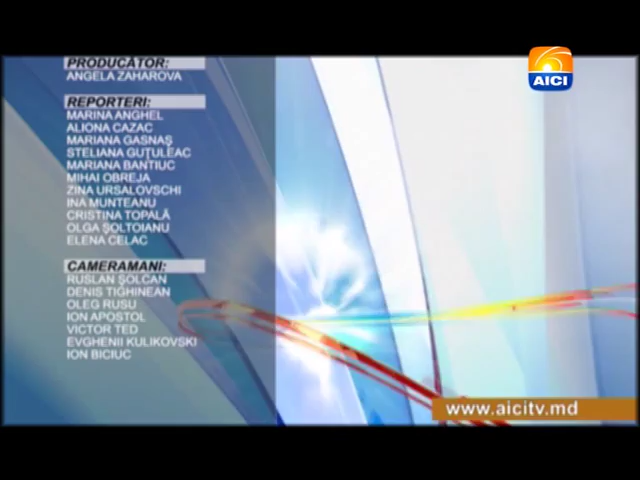 PRODUCĂTOR:
ANGELA ZAHAROVA
AICI
REPORTERI:
MARINA ANGHEL
ALIONA CAZAC
MARIANA GASNAŞ
STELIANA GUŢULEAC
MARIANA BANTIUC
MIHAI OBREJA
ZINA URSALOVSCHI
INA MUNTEANU
CRISTINA TOPALĂ
OLGA ŞOLTOIANU
ELENA CELAC
CAMERAMANI:
RUSLAN ŞOLCAN
DENIS TIGHINEAN
OLEG RUSU
ION APOSTOL
VICTOR TED
EVGHENII KULIKOVSKI
ION BICIUC
www.aicitv.md